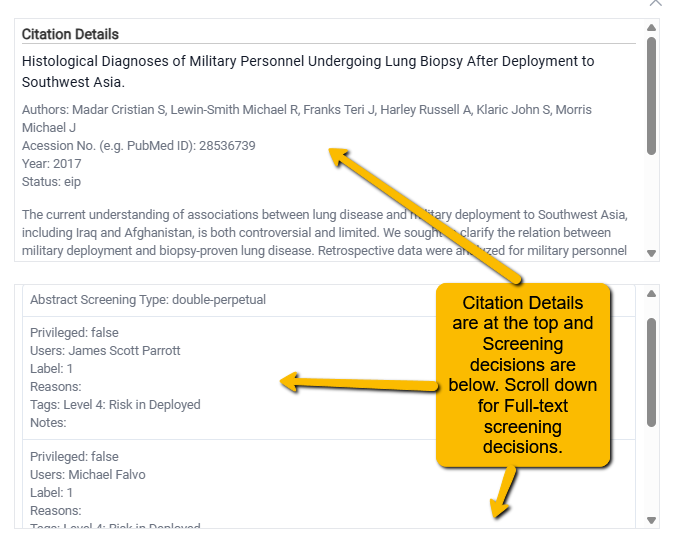 Citation Details
Histological Diagnoses of Military Personnel Undergoing Lung Biopsy After Deployment to
Southwest Asia.
Authors: Madar Cristian S, Lewin-Smith Michael R, Franks Teri J, Harley Russell A, Klaric John S, Morris
Michael J
Acession No. (e.g. PubMed ID): 28536739
Year: 2017
Status: eip
The current understanding of associations between lung disease and military deployment to Southwest Asia,
including Iraq and Afghanistan, is both controversial and limited. We sought to clarify the relation between
military deployment and biopsy-proven lung disease. Retrospective data were analyzed for military personnel
Abstract Screening Type: double-perpetual
Privileged: false
Users: James Scott Parrott
Label: 1
Reasons:
Tags: Level 4: Risk in Deployed
Notes:
Privileged: false
Users: Michael Falvo
Label: 1
Reasons:
Tags: Level 4: Risk in Deployed
Citation Details
are at the top and
Screening
decisions are
below. Scroll down
for Full-text
screening
decisions.